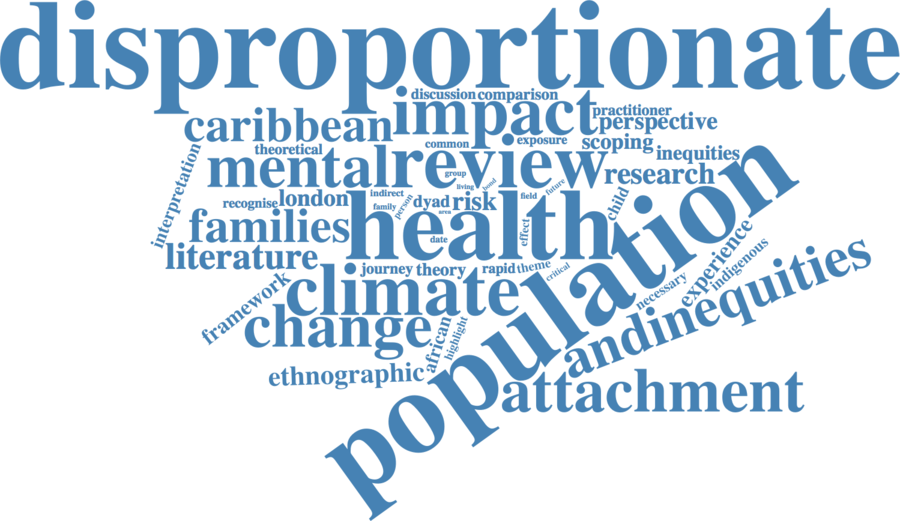 disproportionate
discussion comparison
impact
practitioner
caribbean
perspective
theoretical
common
exposure
scoping
mental
review
inequities
group
living
bond
research
interpretation
recognise
london
indirect
family
person
dyad
area
risk
field
future
child
families
health
date
effect
population
literature
journey
theory
rapid
theme
critical
experience
indigenous
necessary
framework
climate
change
african
highlight
andinequities
ethnographic
attachment